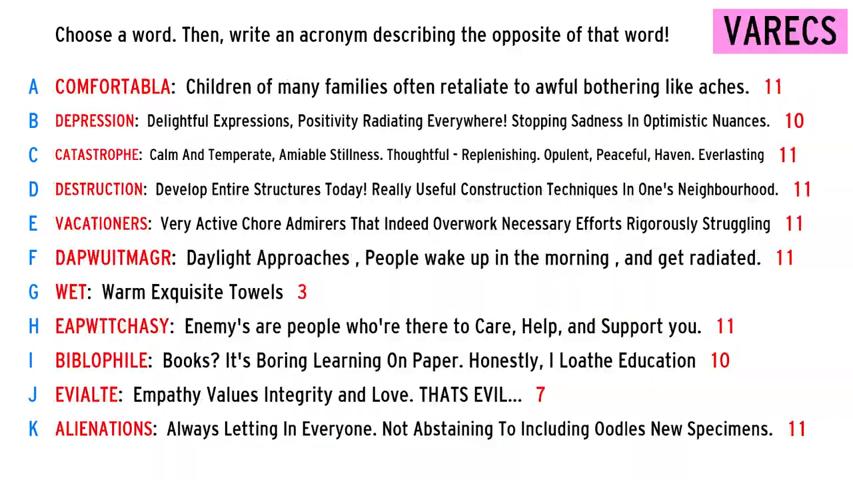 Choose a word. Then, write an acronym describing the opposite of that word!
VARECS
A COMFORTABLA: Children of many families often retaliate to awful bothering like aches. 11
B DEPRESSION: Delightful Expressions, Positivity Radiating Everywhere! Stopping Sadness In Optimistic Nuances. 10
C CATASTROPHE: Calm And Temperate, Amiable Stillness. Thoughtful - Replenishing. Opulent, Peaceful, Haven. Everlasting 11
D DESTRUCTION: Develop Entire Structures Today! Really Useful Construction Techniques In One's Neighbourhood. 11
E VACATIONERS: Very Active Chore Admirers That Indeed Overwork Necessary Efforts Rigorously Struggling 11
F DAPWUITMAGR: Daylight Approaches , People wake up in the morning , and get radiated. 11
G WET: Warm Exquisite Towels 3
H EAPWTTCHASY: Enemy's are people who're there to Care, Help, and Support you. 11
I BIBLOPHILE: Books? It's Boring Learning On Paper. Honestly, I Loathe Education 10
J EVIALTE: Empathy Values Integrity and Love. THATS EVIL... 7
K ALIENATIONS: Always Letting In Everyone. Not Abstaining To Including Oodles New Specimens. 11